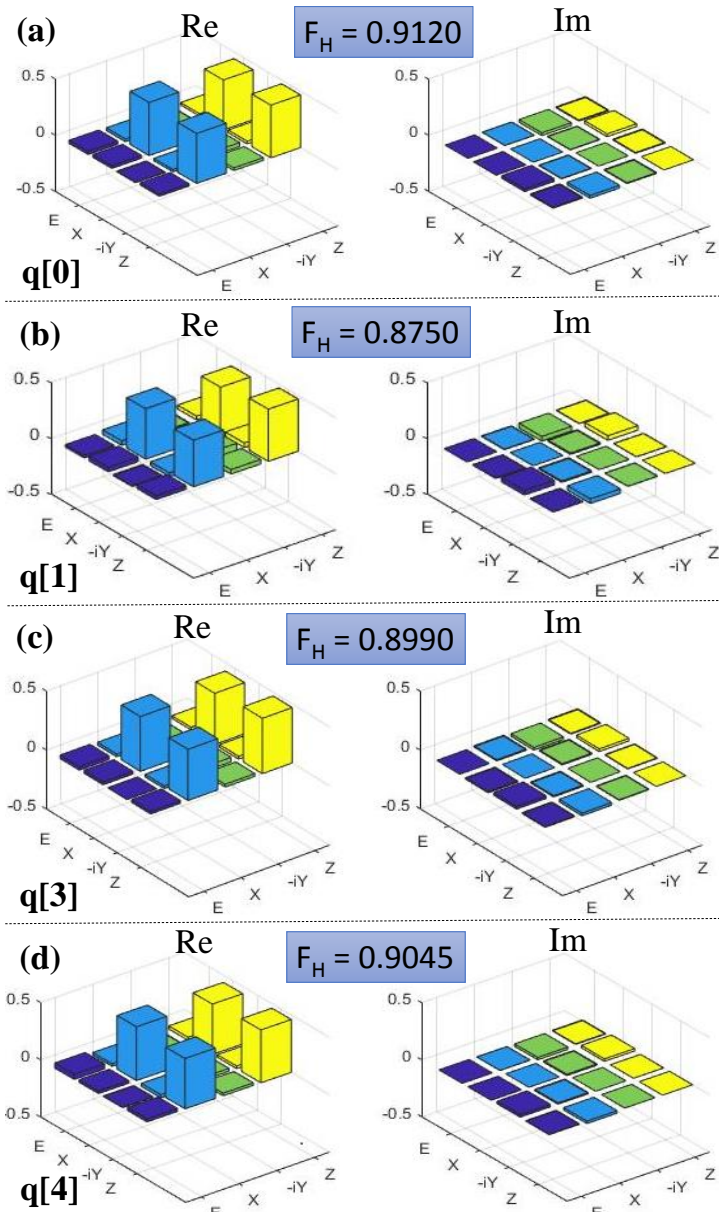 (a) Re F_H = 0.9120 Im
0.5 0.5
0 0
-0.5 -0.5
E E
X X
-iY -iY
Z Z
Z Z
-iY -iY
X X
E E
q[0]
(b) Re F_H = 0.8750 Im
0.5 0.5
0 0
-0.5 -0.5
E E
X X
-iY -iY
Z Z
Z Z
-iY -iY
X X
E E
q[1]
(c) Re F_H = 0.8990 Im
0.5 0.5
0 0
-0.5 -0.5
E E
X X
-iY -iY
Z Z
Z Z
-iY -iY
X X
E E
q[3]
(d) Re F_H = 0.9045 Im
0.5 0.5
0 0
-0.5 -0.5
E E
X X
-iY -iY
Z Z
Z Z
-iY -iY
X X
E E
q[4]